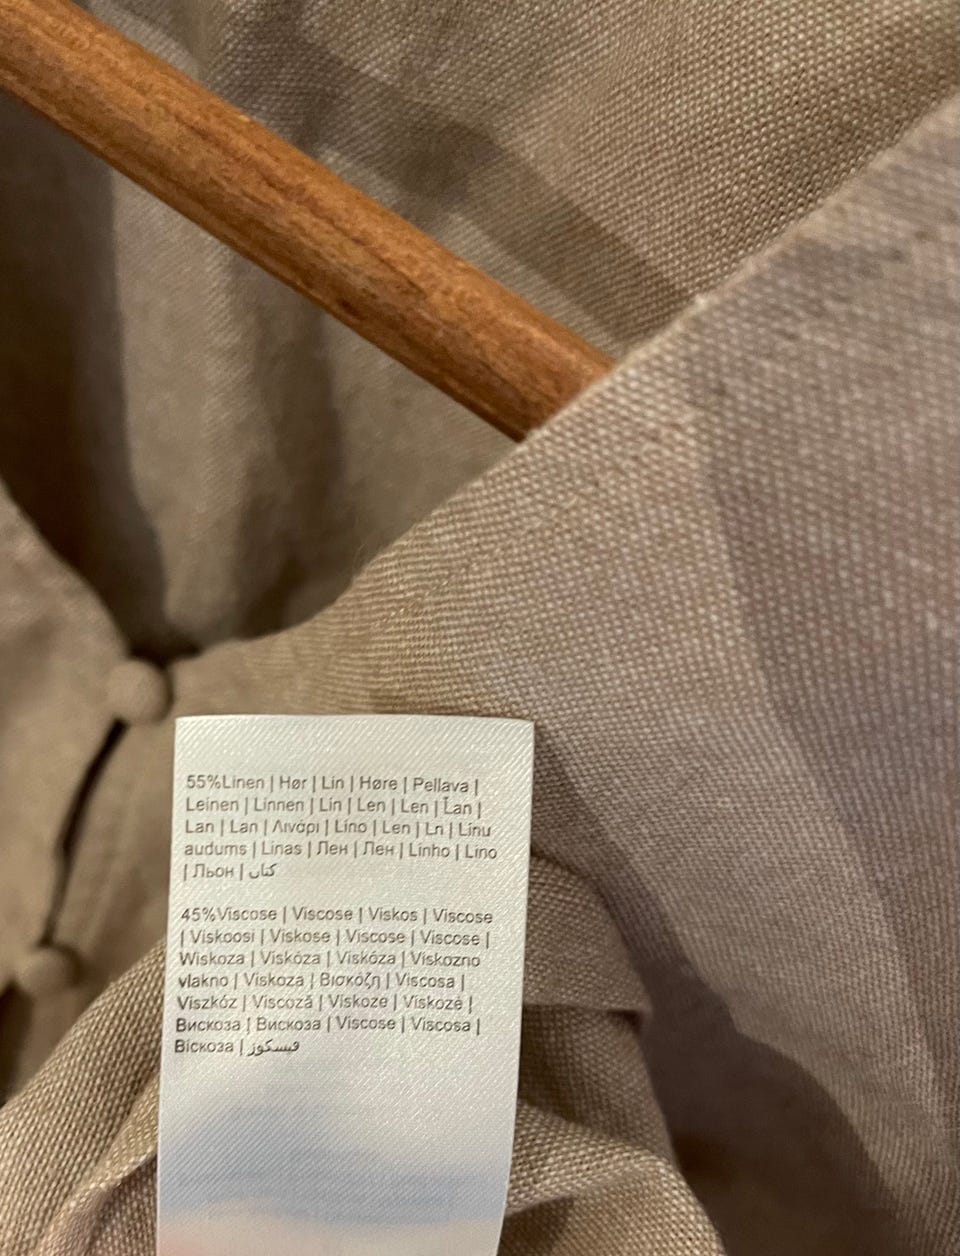 55%Linen | Hør | Lin | Høre | Pellava |
Leinen | Linnen | Lin | Len | Len | Ľan |
Lan | Lan | Λινάρι | Lino | Len | Ln | Linu
audums | Linas | Лен | Лен | Linho | Lino
| Льон | كتان
45%Viscose | Viscose | Viskos | Viscose
| Viskoosi | Viskose | Viscose | Viscose |
Wiskoza | Viskóza | Viskóza | Viskozno
vlakno | Viskoza | Βισκόζη | Viscosa |
Viszkóz | Viscoză | Viskoze | Viskozė |
Вискоза | Вискоза | Viscose | Viscosa |
Віскоза | فيسكوز